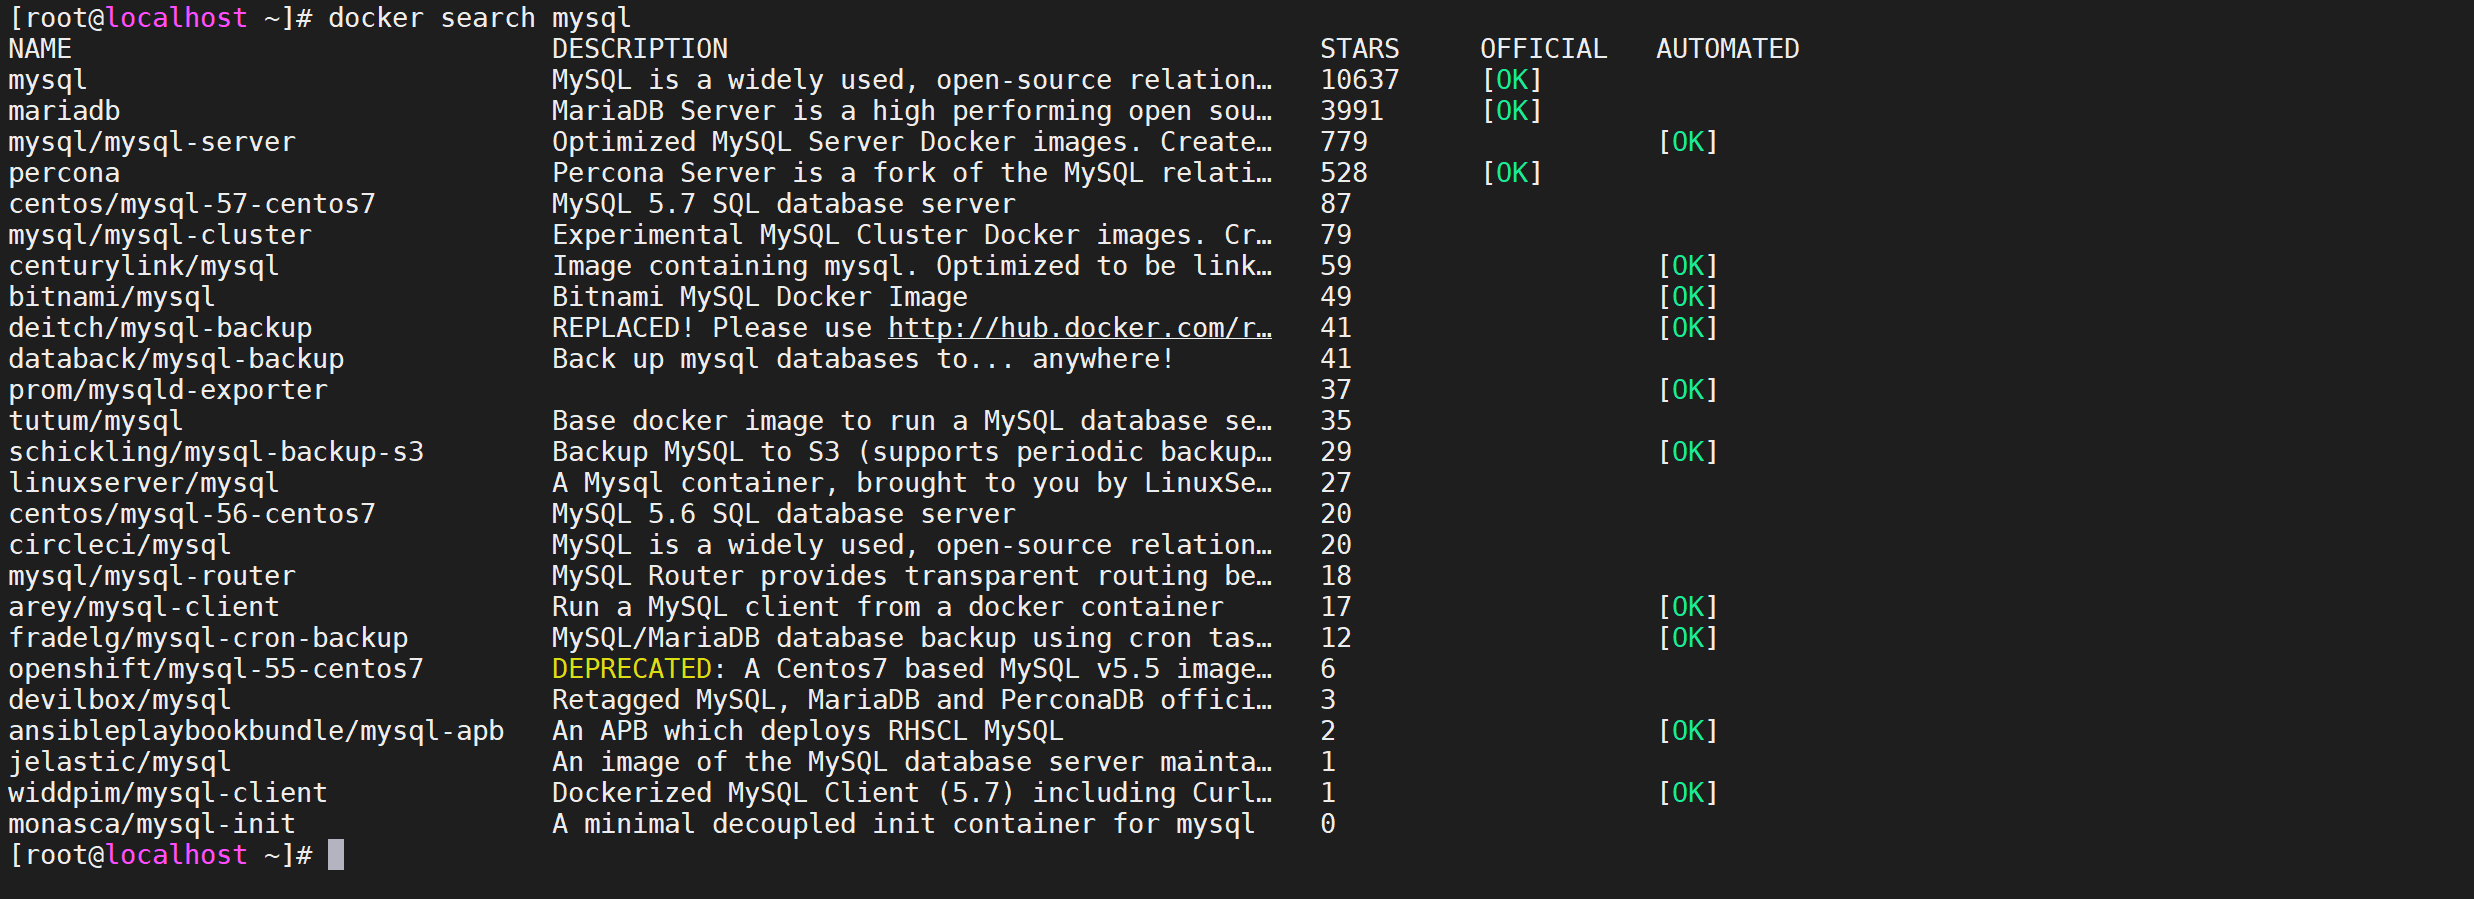 [root@localhost ~]# docker search mysql
NAME                              DESCRIPTION                                     STARS     OFFICIAL   AUTOMATED
mysql                             MySQL is a widely used, open-source relation…   10637     [OK]
mariadb                           MariaDB Server is a high performing open sou…   3991      [OK]
mysql/mysql-server                Optimized MySQL Server Docker images. Create…   779                  [OK]
percona                           Percona Server is a fork of the MySQL relati…   528       [OK]
centos/mysql-57-centos7           MySQL 5.7 SQL database server                   87
mysql/mysql-cluster               Experimental MySQL Cluster Docker images. Cr…   79
centurylink/mysql                 Image containing mysql. Optimized to be link…   59                   [OK]
bitnami/mysql                     Bitnami MySQL Docker Image                      49                   [OK]
deitch/mysql-backup               REPLACED! Please use http://hub.docker.com/r…   41                   [OK]
databack/mysql-backup             Back up mysql databases to... anywhere!         41
prom/mysqld-exporter                                                              37                   [OK]
tutum/mysql                       Base docker image to run a MySQL database se…   35
schickling/mysql-backup-s3        Backup MySQL to S3 (supports periodic backup…   29                   [OK]
linuxserver/mysql                 A Mysql container, brought to you by LinuxSe…   27
centos/mysql-56-centos7           MySQL 5.6 SQL database server                   20
circleci/mysql                    MySQL is a widely used, open-source relation…   20
mysql/mysql-router                MySQL Router provides transparent routing be…   18
arey/mysql-client                 Run a MySQL client from a docker container      17                   [OK]
fradelg/mysql-cron-backup         MySQL/MariaDB database backup using cron tas…   12                   [OK]
openshift/mysql-55-centos7        DEPRECATED: A Centos7 based MySQL v5.5 image…   6
devilbox/mysql                    Retagged MySQL, MariaDB and PerconaDB offici…   3
ansibleplaybookbundle/mysql-apb   An APB which deploys RHSCL MySQL                2                    [OK]
jelastic/mysql                    An image of the MySQL database server mainta…   1
widdpim/mysql-client              Dockerized MySQL Client (5.7) including Curl…   1                    [OK]
monasca/mysql-init                A minimal decoupled init container for mysql    0
[root@localhost ~]#